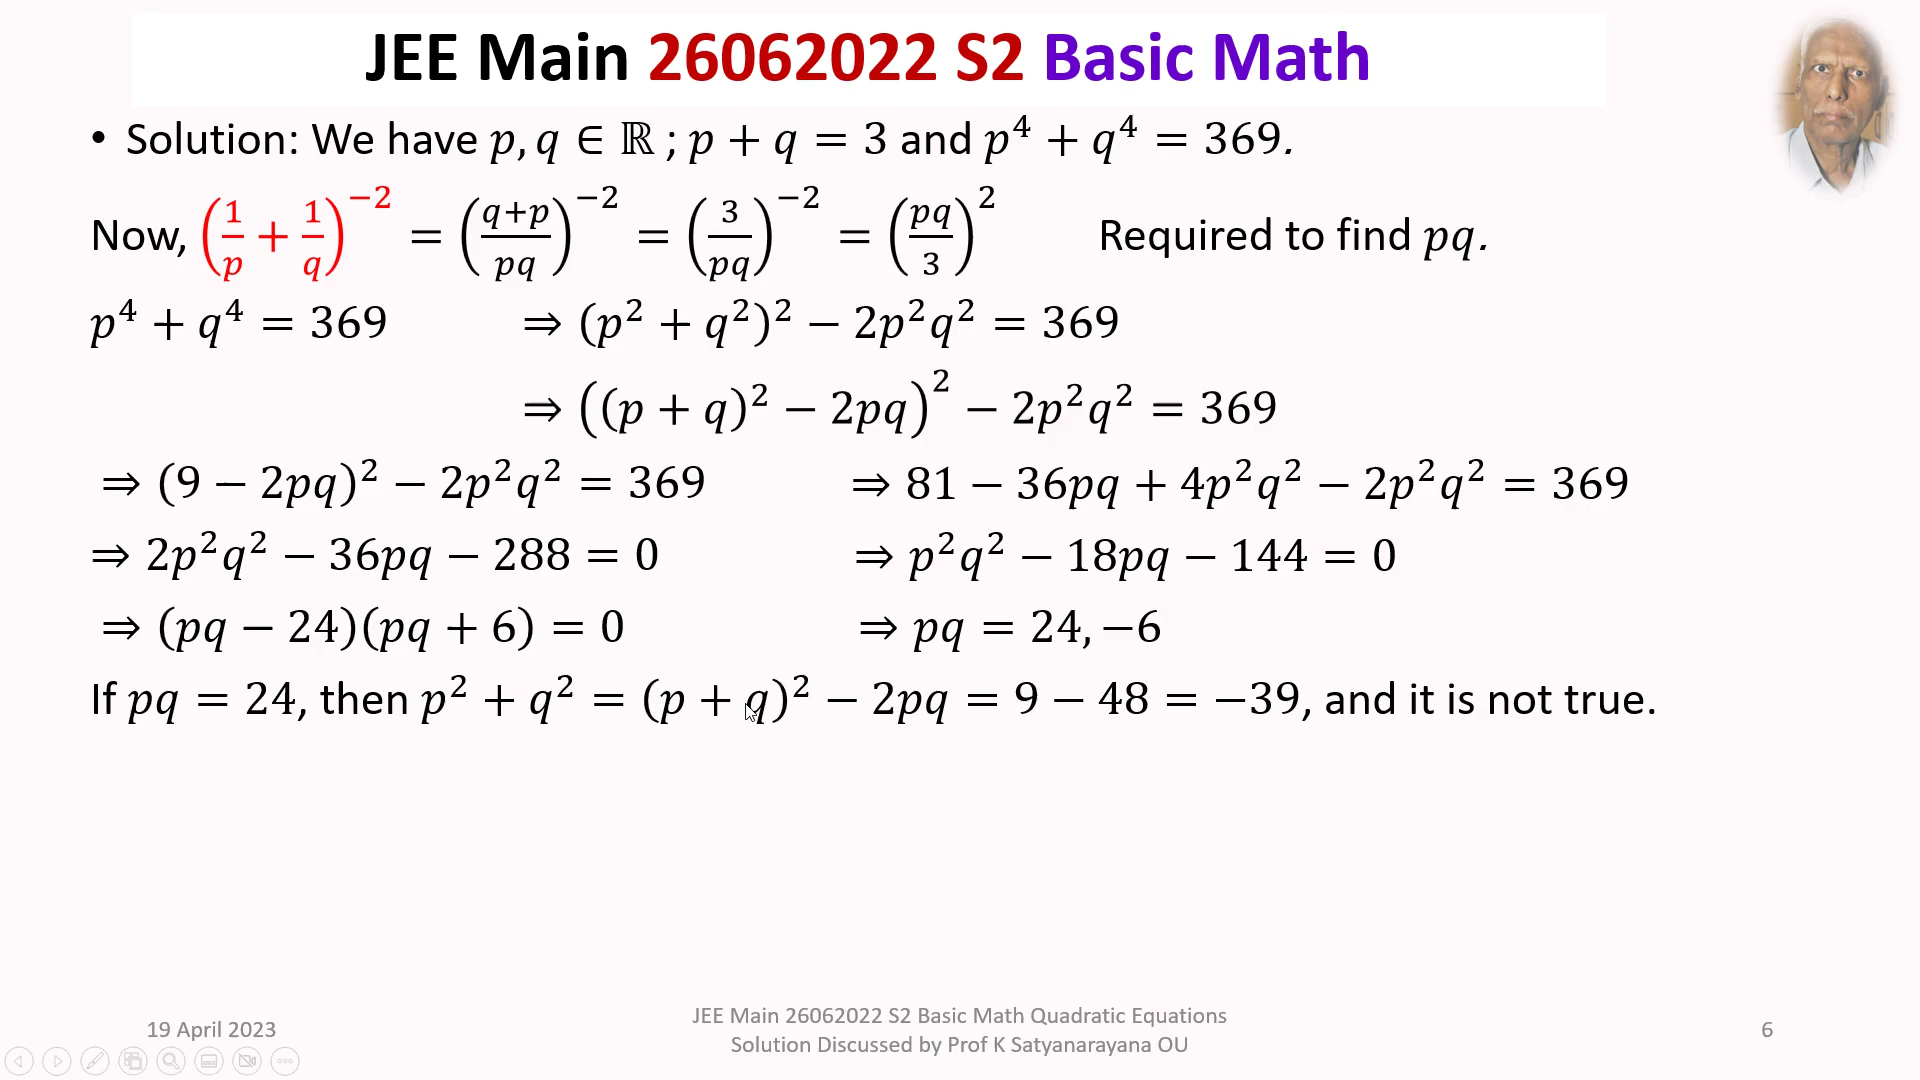 JEE Main 26062022 S2 Basic Math
• Solution: We have p, q ∈ ℝ ; p + q = 3 and p⁴ + q⁴ = 369.
Now, (1/p + 1/q)⁻² = ((q+p)/pq)⁻² = (3/pq)⁻² = (pq/3)² Required to find pq.
p⁴ + q⁴ = 369 ⇒ (p² + q²)² − 2p²q² = 369
⇒ ((p + q)² − 2pq)² − 2p²q² = 369
⇒ (9 − 2pq)² − 2p²q² = 369 ⇒ 81 − 36pq + 4p²q² − 2p²q² = 369
⇒ 2p²q² − 36pq − 288 = 0 ⇒ p²q² − 18pq − 144 = 0
⇒ (pq − 24)(pq + 6) = 0 ⇒ pq = 24, −6
If pq = 24, then p² + q² = (p + q)² − 2pq = 9 − 48 = −39, and it is not true.
19 April 2023
JEE Main 26062022 S2 Basic Math Quadratic Equations
Solution Discussed by Prof K Satyanarayana OU
6